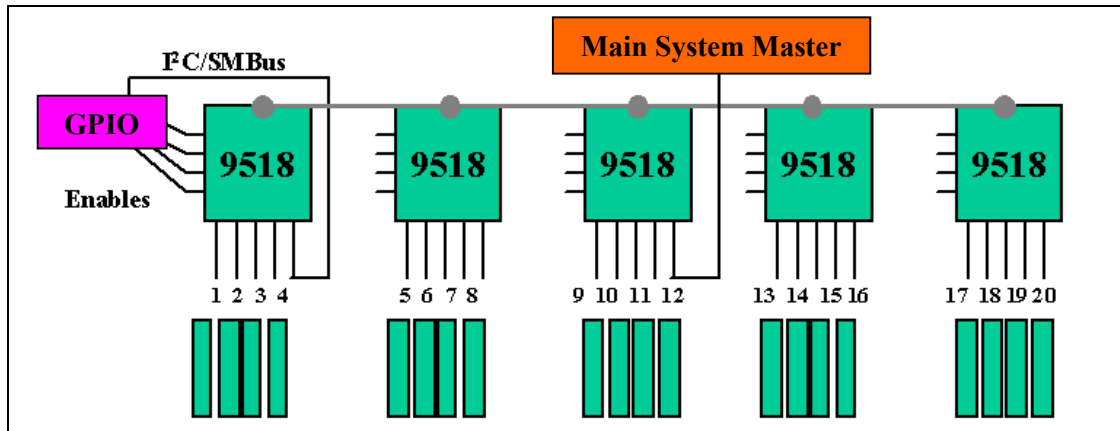 Main System Master
I²C/SMBus
GPIO
9518 9518 9518 9518 9518
Enables
1 2 3 4 5 6 7 8 9 10 11 12 13 14 15 16 17 18 19 20